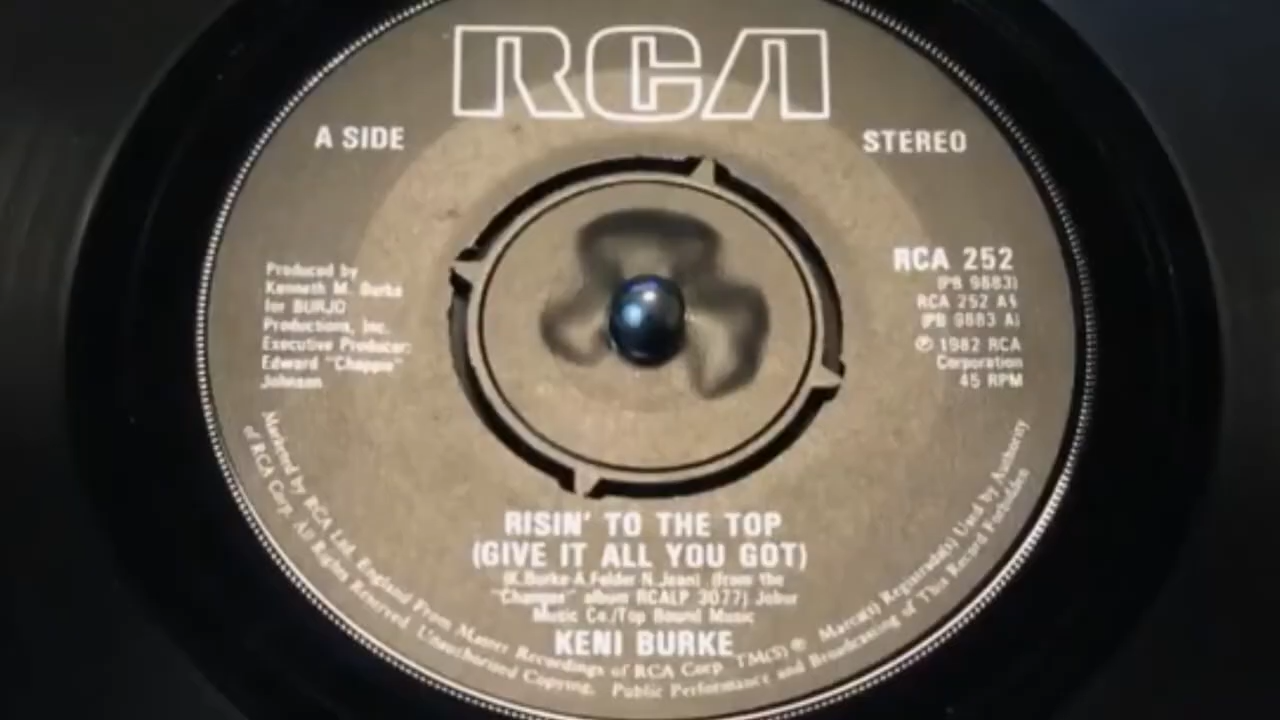 RCA
A SIDE
STEREO
Produced by
Kenneth M. Burke
for BURJO
Productions, Inc.
Executive Producer:
Edward "Chappie"
Johnson
RCA 252
(PB 9883)
RCA 252 A
(PB 9883 A)
℗ 1982 RCA
Corporation
45 RPM
RISIN' TO THE TOP
(GIVE IT ALL YOU GOT)
(K.Burke-A.Felder N.Jean) (from the
"Changes" album RCALP 3077) Jobur
Music Co./Top Bound Music
KENI BURKE
Marketed by RCA Ltd. England From Master Recordings of RCA Corp. TM(S) ® Marca(s) Registrada(s) Used by Authority
of RCA Corp. All Rights Reserved. Unauthorised Copying, Public Performance and Broadcasting of This Record Forbidden